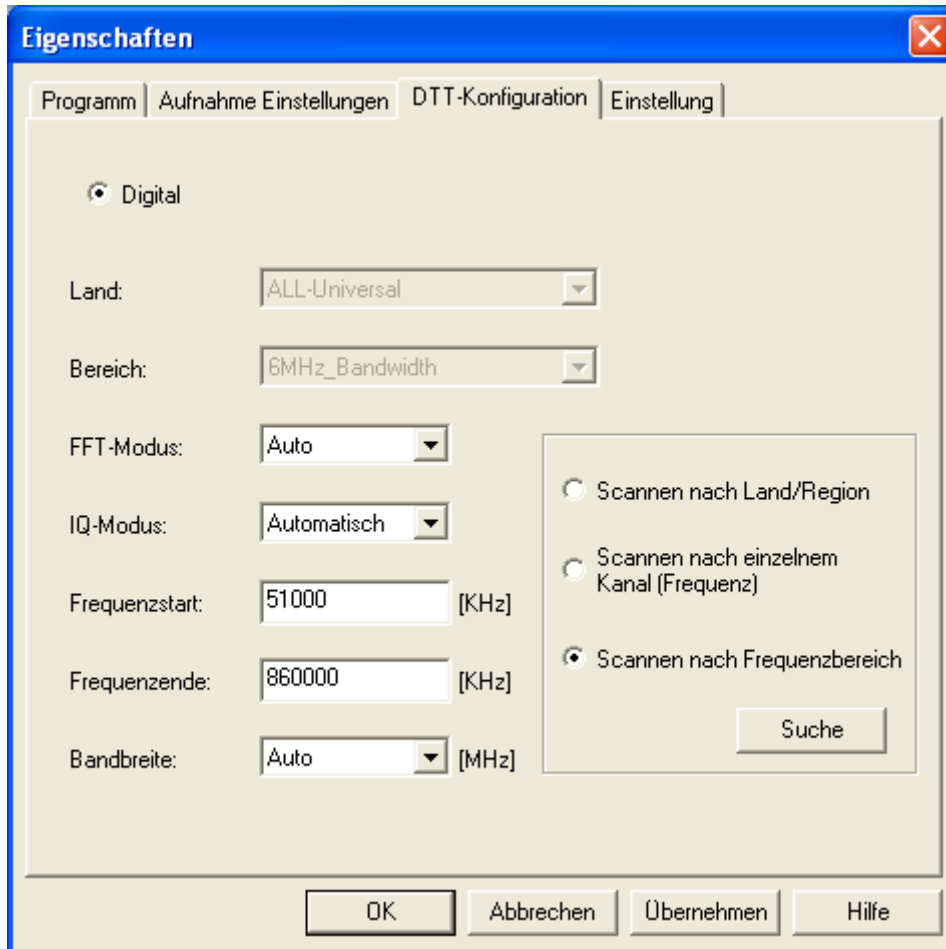 Eigenschaften
Programm
Aufnahme Einstellungen
DTT-Konfiguration
Einstellung
Digital
Land:
ALL-Universal
Bereich:
6MHz_Bandwidth
FFT-Modus:
Auto
IQ-Modus:
Automatisch
Frequenzstart:
51000
[KHz]
Frequenzende:
860000
[KHz]
Bandbreite:
Auto
[MHz]
Scannen nach Land/Region
Scannen nach einzelnem
Kanal (Frequenz)
Scannen nach Frequenzbereich
Suche
OK
Abbrechen
Übernehmen
Hilfe